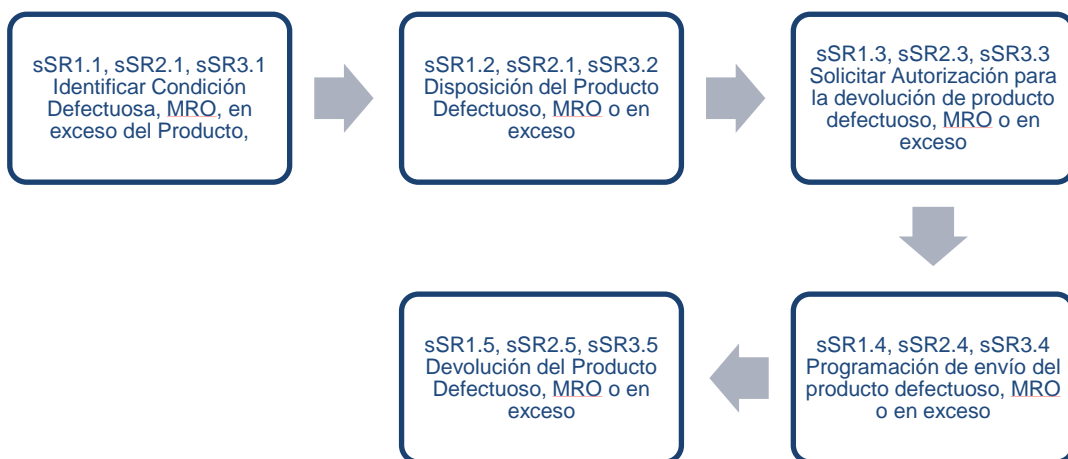 sSR1.1, sSR2.1, sSR3.1
Identificar Condición
Defectuosa, MRO, en
exceso del Producto,
sSR1.2, sSR2.1, sSR3.2
Disposición del Producto
Defectuoso, MRO o en
exceso
sSR1.3, sSR2.3, sSR3.3
Solicitar Autorización para
la devolución de producto
defectuoso, MRO o en
exceso
sSR1.4, sSR2.4, sSR3.4
Programación de envío del
producto defectuoso, MRO
o en exceso
sSR1.5, sSR2.5, sSR3.5
Devolución del Producto
Defectuoso, MRO o en
exceso